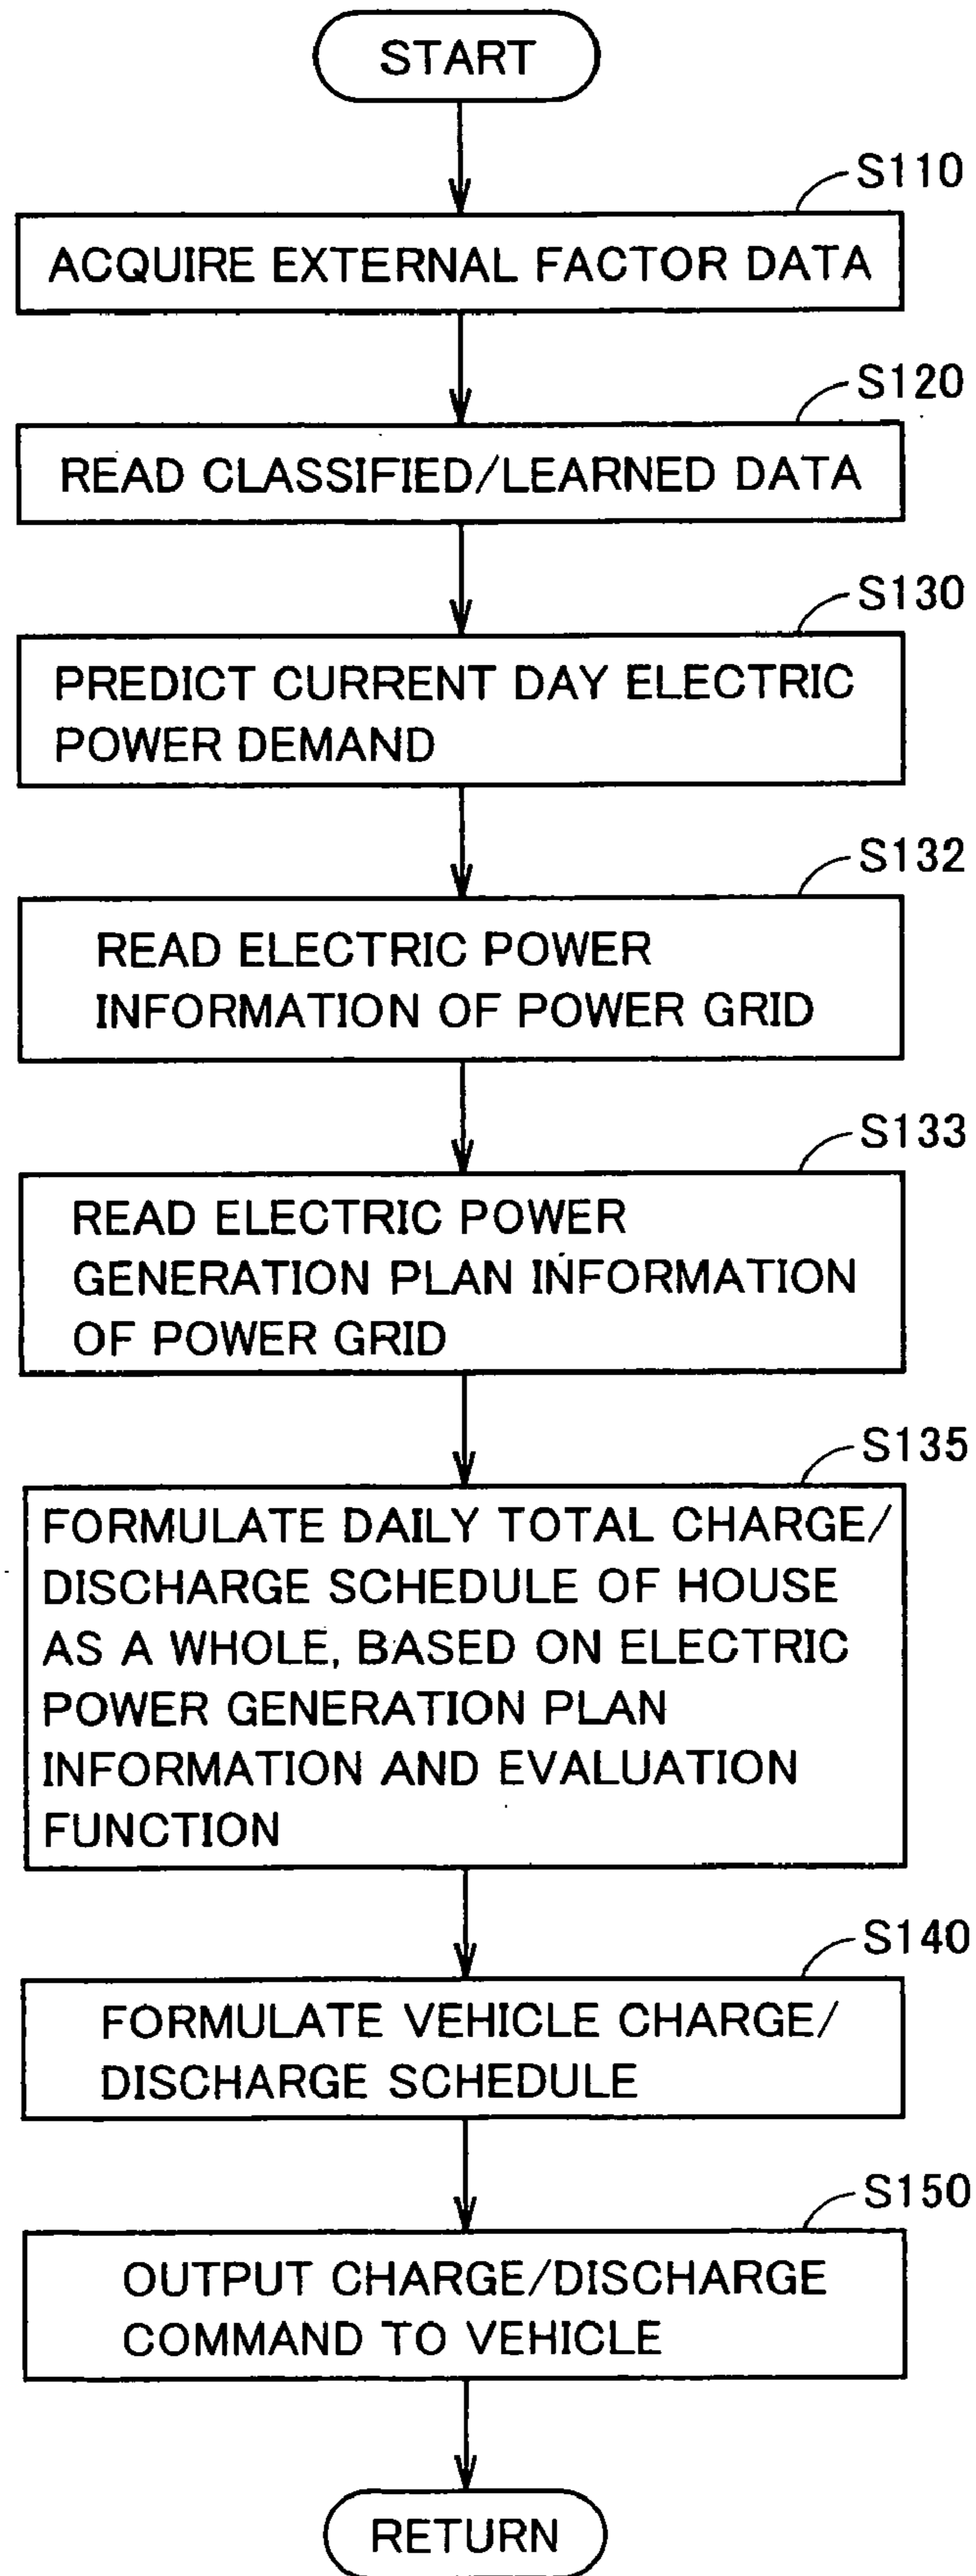 START
S110
ACQUIRE EXTERNAL FACTOR DATA
S120
READ CLASSIFIED/LEARNED DATA
S130
PREDICT CURRENT DAY ELECTRIC
POWER DEMAND
S132
READ ELECTRIC POWER
INFORMATION OF POWER GRID
S133
READ ELECTRIC POWER
GENERATION PLAN INFORMATION
OF POWER GRID
S135
FORMULATE DAILY TOTAL CHARGE/
DISCHARGE SCHEDULE OF HOUSE
AS A WHOLE, BASED ON ELECTRIC
POWER GENERATION PLAN
INFORMATION AND EVALUATION
FUNCTION
S140
FORMULATE VEHICLE CHARGE/
DISCHARGE SCHEDULE
S150
OUTPUT CHARGE/DISCHARGE
COMMAND TO VEHICLE
RETURN